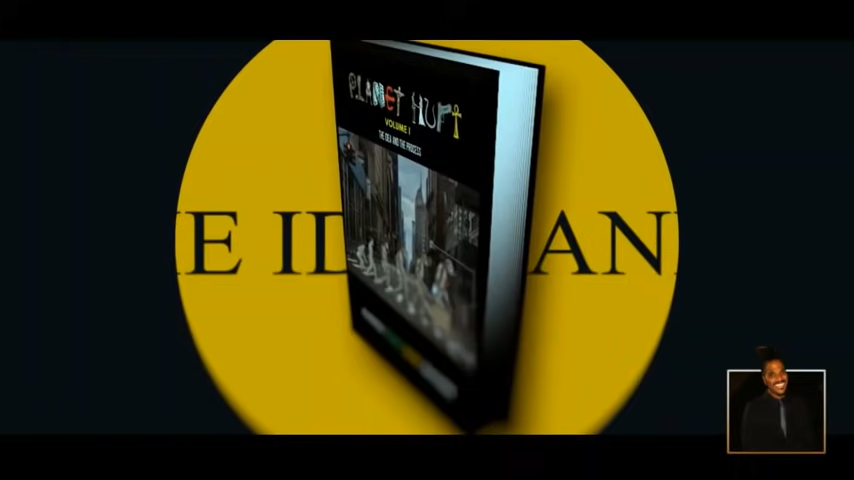 PLANET HUFT
VOLUME I
THE IDEA AND THE PROCESS
E ID AN